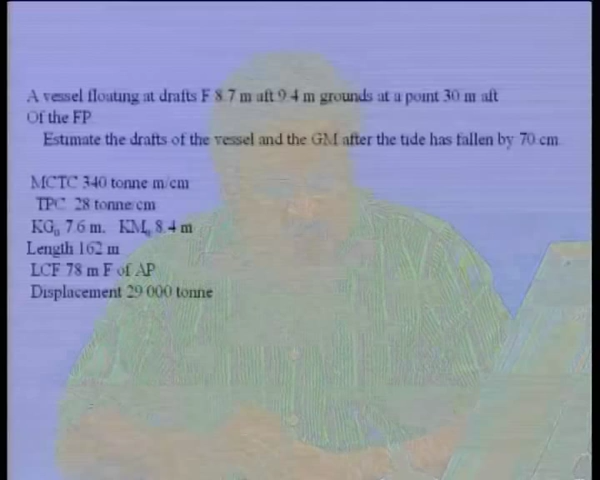 A vessel floating at drafts F 8.7 m aft 9.4 m grounds at a point 30 m aft
Of the FP
Estimate the drafts of the vessel and the GM after the tide has fallen by 70 cm.
MCTC 340 tonne m/cm
TPC 28 tonne/cm
KG₀ 7.6 m. KM₀ 8.4 m
Length 162 m
LCF 78 m F of AP
Displacement 29 000 tonne